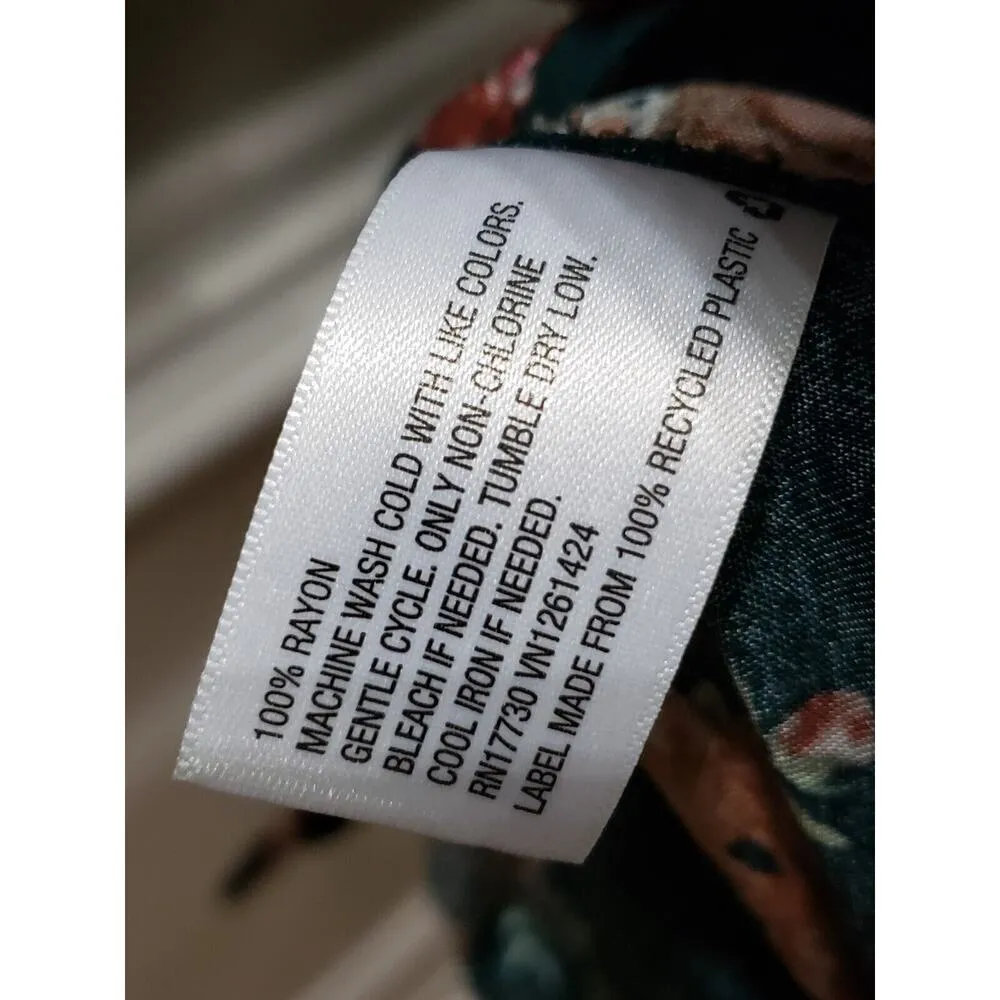 100% RAYON
MACHINE WASH COLD WITH LIKE COLORS.
GENTLE CYCLE. ONLY NON-CHLORINE
BLEACH IF NEEDED. TUMBLE DRY LOW.
COOL IRON IF NEEDED.
RN17730 VN1261424
LABEL MADE FROM 100% RECYCLED PLASTIC